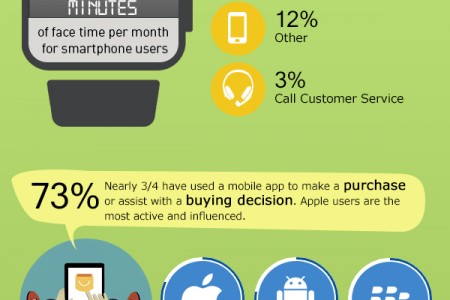 MINUTES
of face time per month
for smartphone users
12%
Other
3%
Call Customer Service
73%
Nearly 3/4 have used a mobile app to make a purchase
or assist with a buying decision. Apple users are the
most active and influenced.